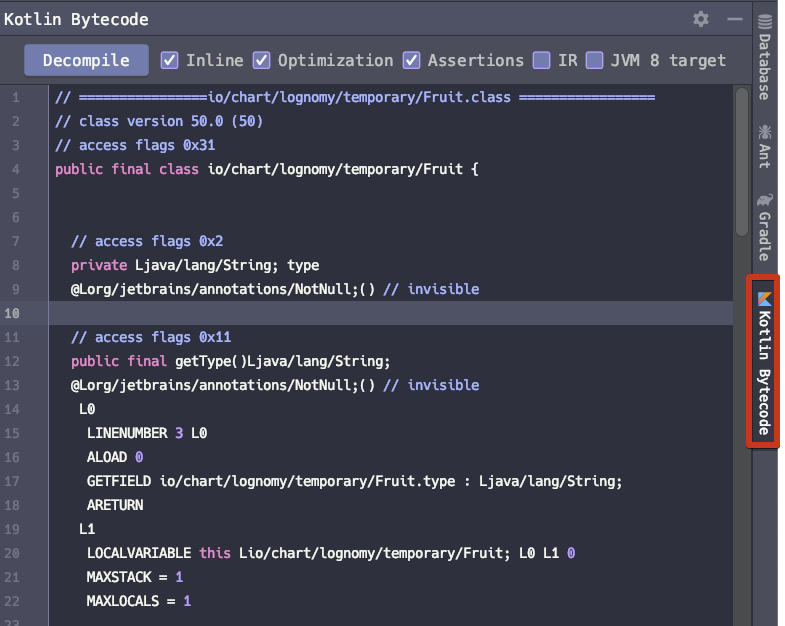 Kotlin Bytecode
Decompile Inline Optimization Assertions IR JVM 8 target
1 // ================io/chart/lognomy/temporary/Fruit.class =================
2 // class version 50.0 (50)
3 // access flags 0x31
4 public final class io/chart/lognomy/temporary/Fruit {
5
6
7 // access flags 0x2
8 private Ljava/lang/String; type
9 @Lorg/jetbrains/annotations/NotNull;() // invisible
10
11 // access flags 0x11
12 public final getType()Ljava/lang/String;
13 @Lorg/jetbrains/annotations/NotNull;() // invisible
14 L0
15 LINENUMBER 3 L0
16 ALOAD 0
17 GETFIELD io/chart/lognomy/temporary/Fruit.type : Ljava/lang/String;
18 ARETURN
19 L1
20 LOCALVARIABLE this Lio/chart/lognomy/temporary/Fruit; L0 L1 0
21 MAXSTACK = 1
22 MAXLOCALS = 1
23
Database
Ant
Gradle
Kotlin Bytecode